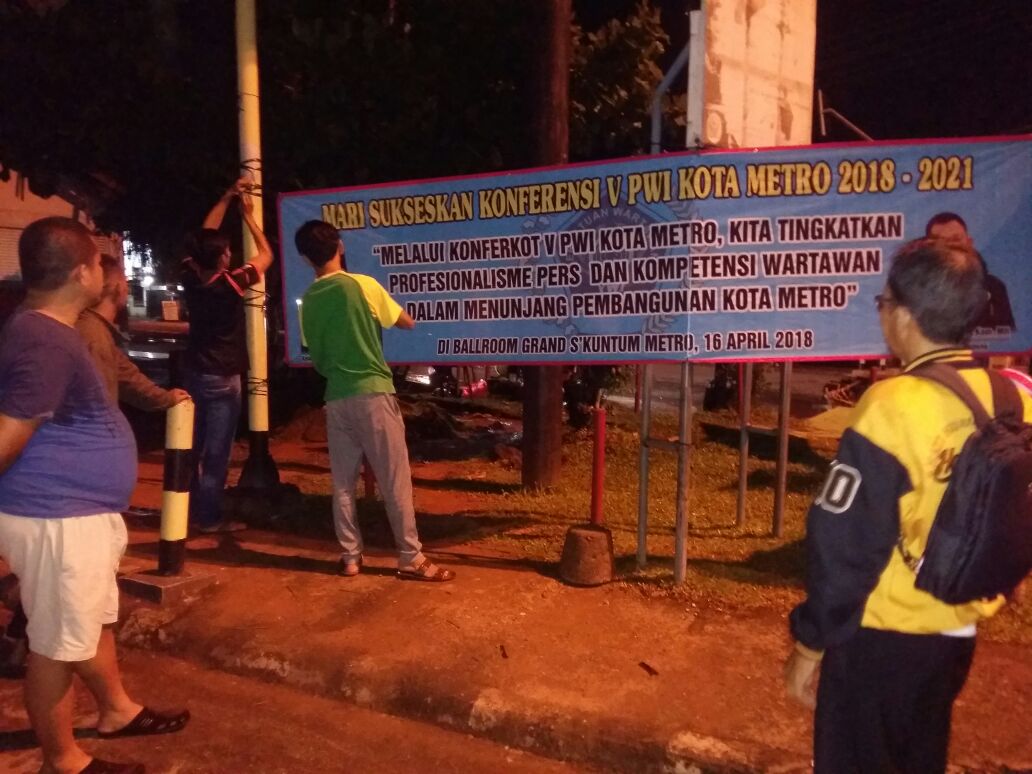 MARI SUKSESKAN KONFERENSI V PWI KOTA METRO 2018 - 2021
"MELALUI KONFERKOT V PWI KOTA METRO, KITA TINGKATKAN
PROFESIONALISME PERS DAN KOMPETENSI WARTAWAN
DALAM MENUNJANG PEMBANGUNAN KOTA METRO"
DI BALLROOM GRAND S'KUNTUM METRO, 16 APRIL 2018